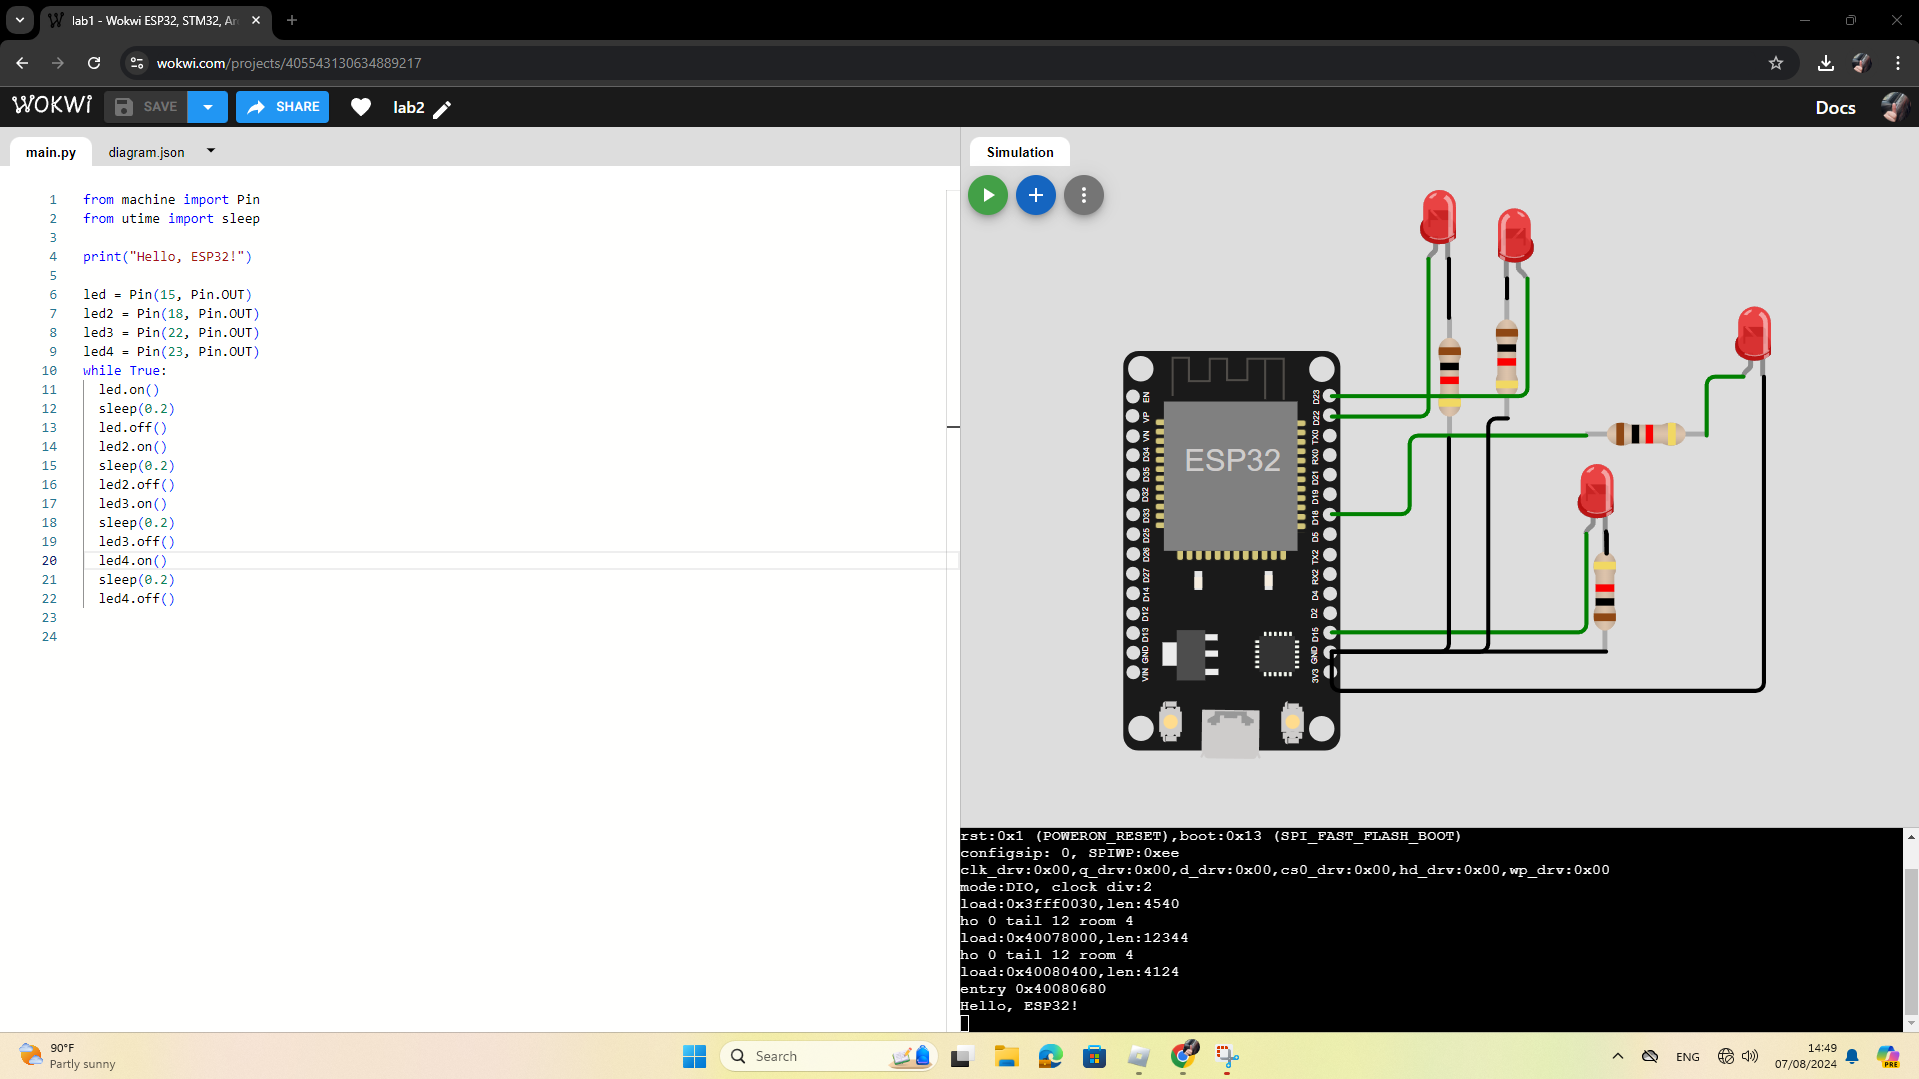 lab1 - Wokwi ESP32, STM32, Ar
wokwi.com/projects/405543130634889217
WOKWi
SAVE
SHARE
lab2
Docs
main.py
diagram.json
Simulation
1 from machine import Pin
2 from utime import sleep
3
4 print("Hello, ESP32!")
5
6 led = Pin(15, Pin.OUT)
7 led2 = Pin(18, Pin.OUT)
8 led3 = Pin(22, Pin.OUT)
9 led4 = Pin(23, Pin.OUT)
10 while True:
11 led.on()
12 sleep(0.2)
13 led.off()
14 led2.on()
15 sleep(0.2)
16 led2.off()
17 led3.on()
18 sleep(0.2)
19 led3.off()
20 led4.on()
21 sleep(0.2)
22 led4.off()
23
24
ESP32
EN
VP
VN
D34
D35
D32
D33
D25
D26
D27
D14
D12
D13
GND
VIN
D23
D22
TX0
RX0
D21
D19
D18
D5
TX2
RX2
D4
D2
D15
GND
3V3
rst:0x1 (POWERON_RESET),boot:0x13 (SPI_FAST_FLASH_BOOT)
configsip: 0, SPIWP:0xee
clk_drv:0x00,q_drv:0x00,d_drv:0x00,cs0_drv:0x00,hd_drv:0x00,wp_drv:0x00
mode:DIO, clock div:2
load:0x3fff0030,len:4540
ho 0 tail 12 room 4
load:0x40078000,len:12344
ho 0 tail 12 room 4
load:0x40080400,len:4124
entry 0x40080680
Hello, ESP32!
90°F
Partly sunny
Search
ENG
14:49
07/08/2024
PRE